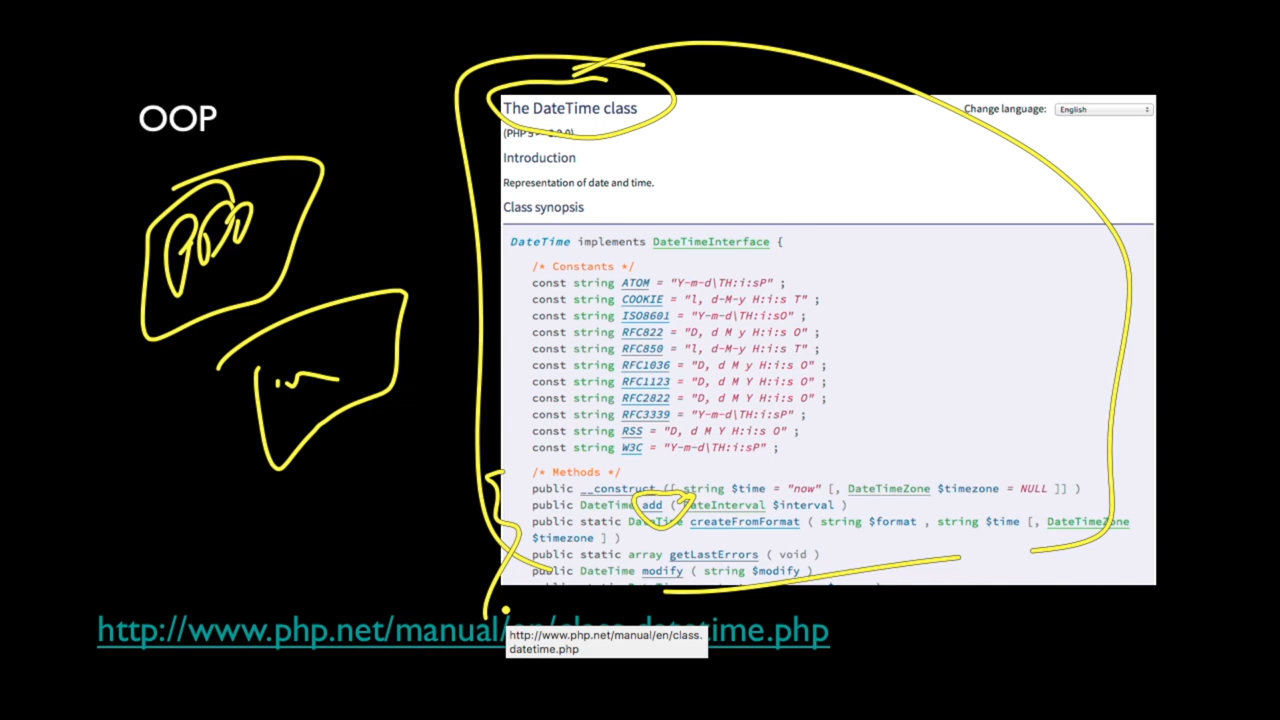 OOP
The DateTime class
Change language: English
Introduction
Representation of date and time.
Class synopsis
DateTime implements DateTimeInterface {
/* Constants */
const string ATOM = "Y-m-d\TH:i:sP" ;
const string COOKIE = "l, d-M-y H:i:s T" ;
const string ISO8601 = "Y-m-d\TH:i:sO" ;
const string RFC822 = "D, d M y H:i:s O" ;
const string RFC850 = "l, d-M-y H:i:s T" ;
const string RFC1036 = "D, d M y H:i:s O" ;
const string RFC1123 = "D, d M Y H:i:s O" ;
const string RFC2822 = "D, d M Y H:i:s O" ;
const string RFC3339 = "Y-m-d\TH:i:sP" ;
const string RSS = "D, d M Y H:i:s O" ;
const string W3C = "Y-m-d\TH:i:sP" ;
/* Methods */
public __construct ([ string $time = "now" [, DateTimeZone $timezone = NULL ]] )
public DateTime add ( DateInterval $interval )
public static DateTime createFromFormat ( string $format , string $time [, DateTimeZone
$timezone ] )
public static array getLastErrors ( void )
public DateTime modify ( string $modify )
http://www.php.net/manual/en/class.datetime.php
http://www.php.net/manual/en/class.
datetime.php